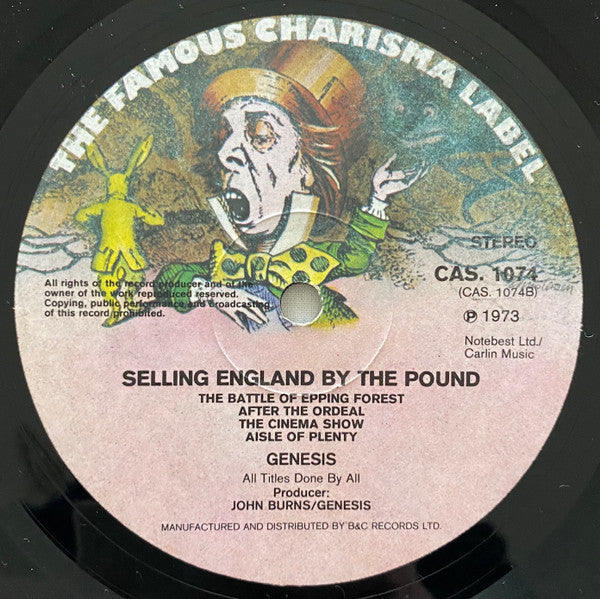 THE FAMOUS CHARISMA LABEL
STEREO
CAS. 1074
(CAS. 1074B)
℗ 1973
Notebest Ltd./
Carlin Music
All rights of the record producer and of the
owner of the work reproduced reserved.
Copying, public performance and broadcasting
of this record prohibited.
SELLING ENGLAND BY THE POUND
THE BATTLE OF EPPING FOREST
AFTER THE ORDEAL
THE CINEMA SHOW
AISLE OF PLENTY
GENESIS
All Titles Done By All
Producer:
JOHN BURNS/GENESIS
MANUFACTURED AND DISTRIBUTED BY B&C RECORDS LTD.